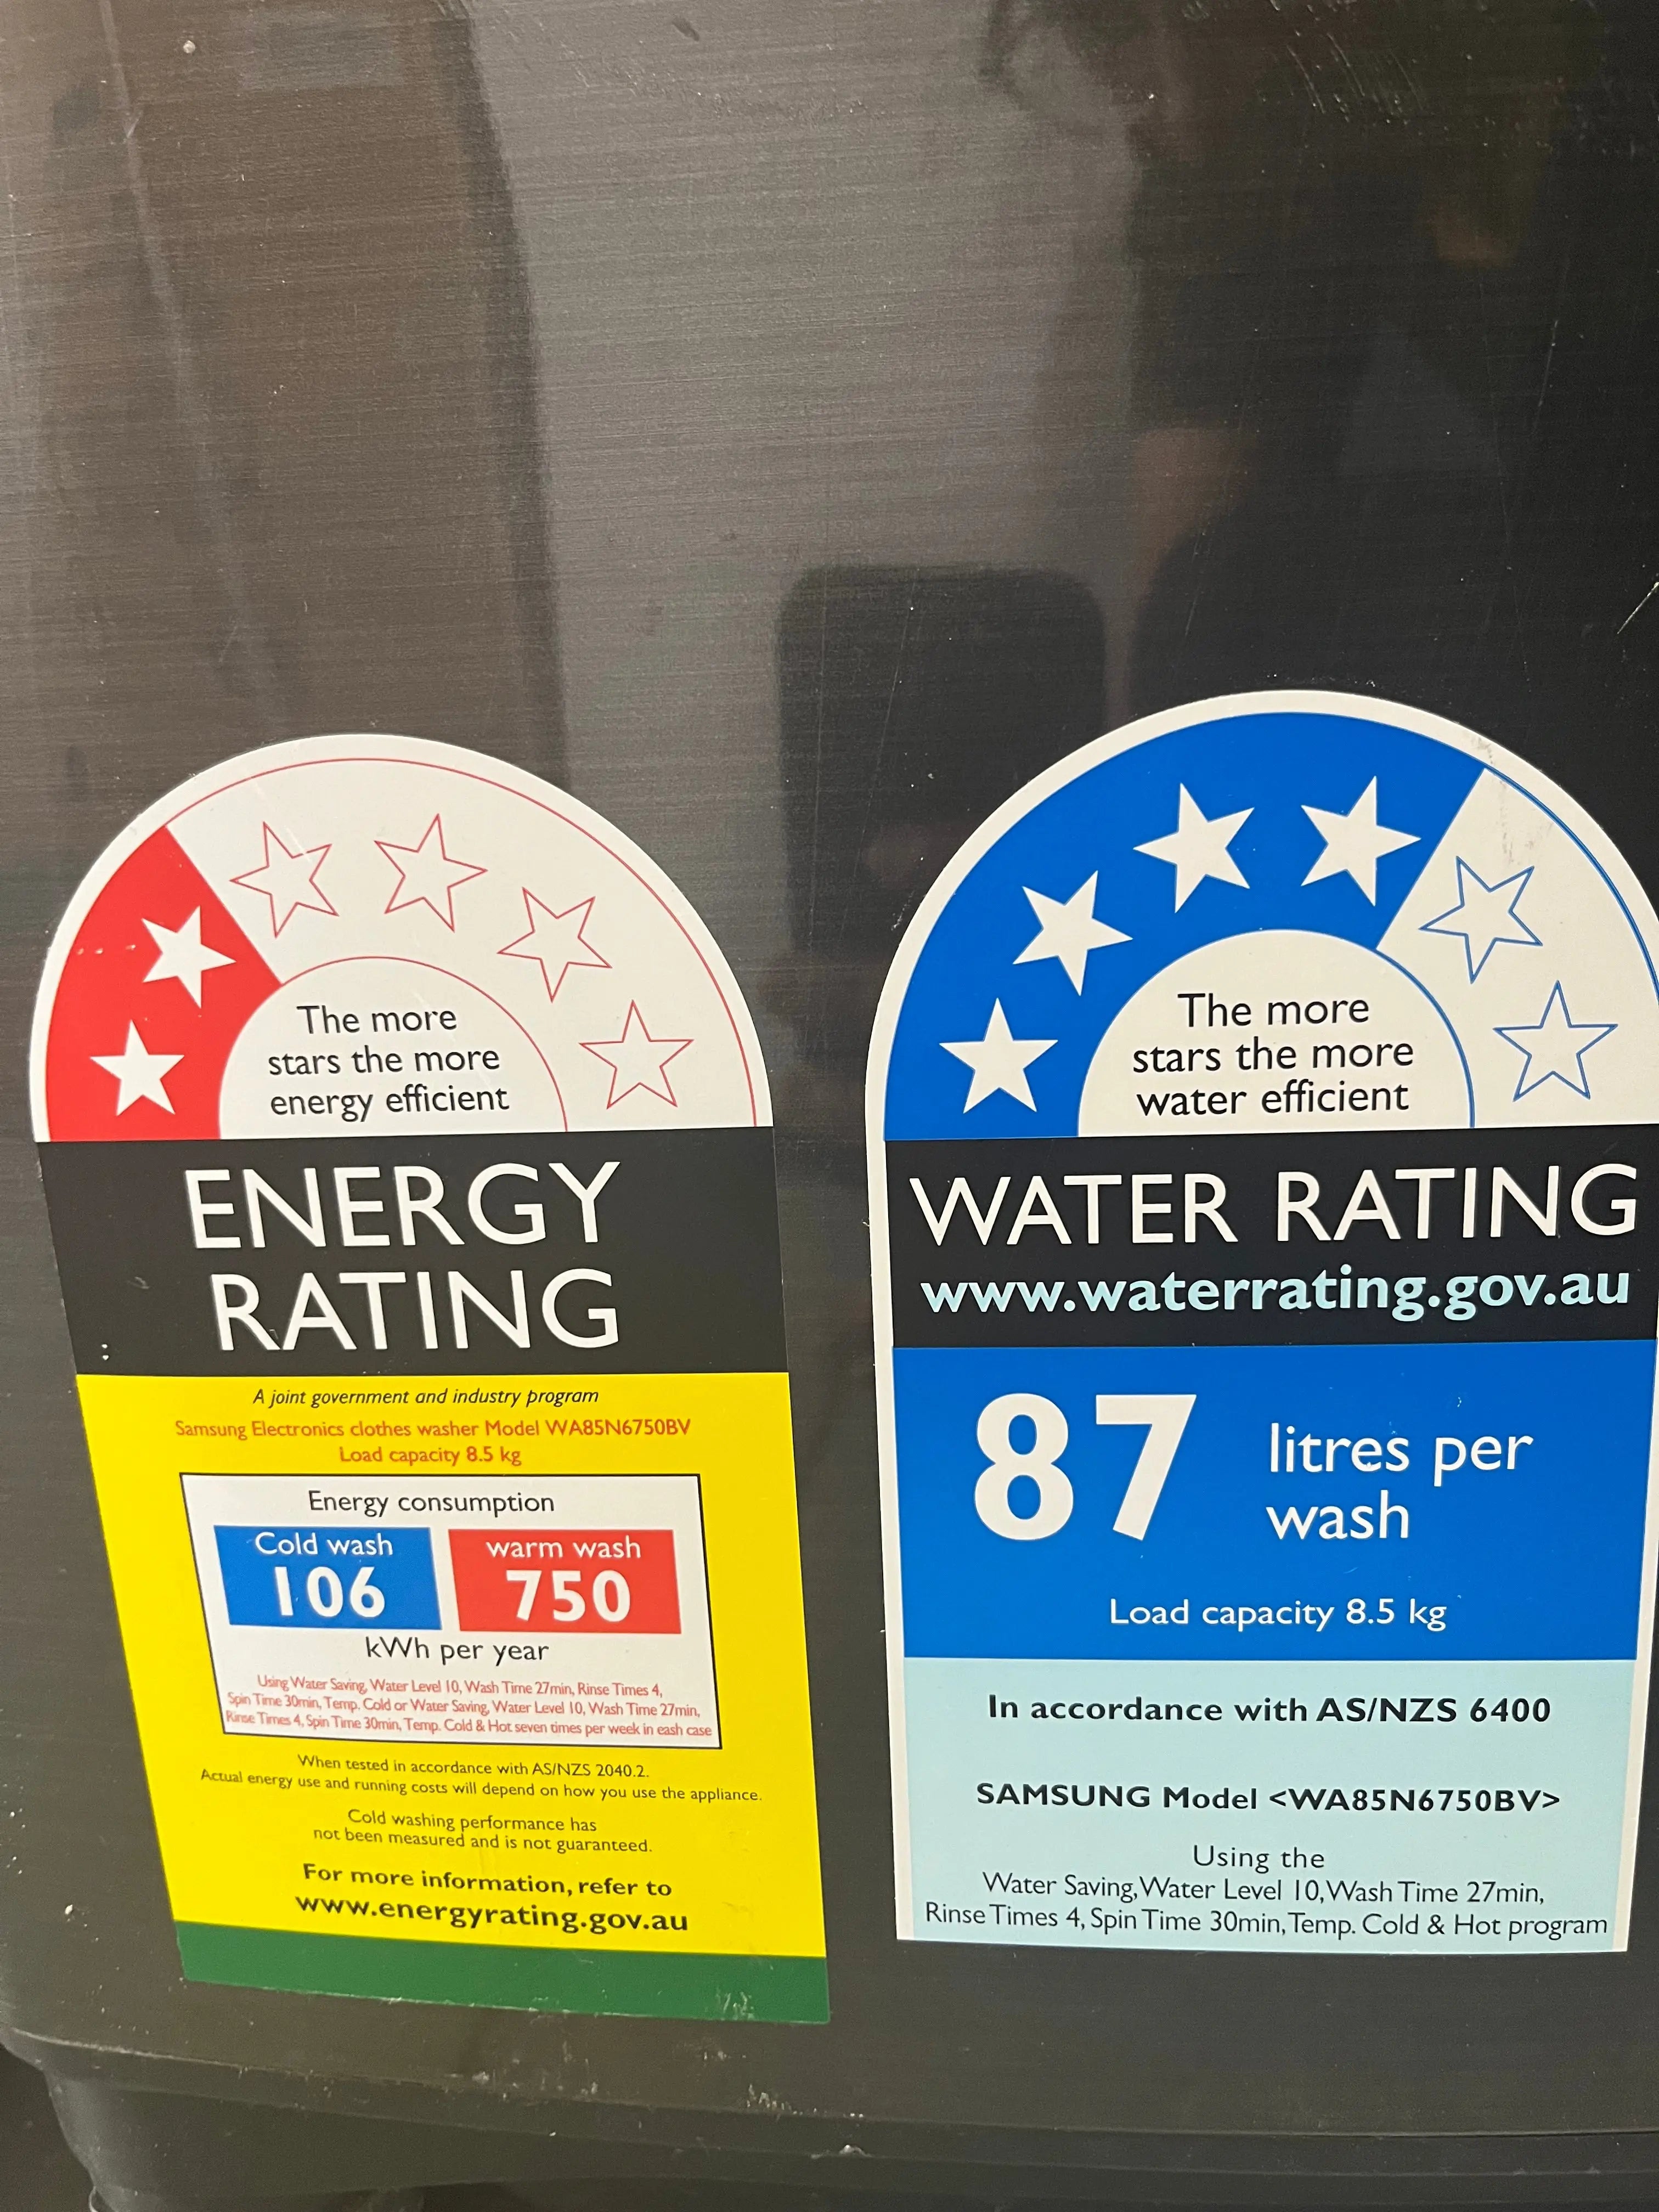 The more
stars the more
energy efficient
ENERGY
RATING
A joint government and industry program
Samsung Electronics clothes washer Model WA85N6750BV
Load capacity 8.5 kg
Energy consumption
Cold wash
106
warm wash
750
kWh per year
Using Water Saving, Water Level 10, Wash Time 27min, Rinse Times 4,
Spin Time 30min, Temp. Cold or Water Saving, Water Level 10, Wash Time 27min,
Rinse Times 4, Spin Time 30min, Temp. Cold & Hot seven times per week in eash case
When tested in accordance with AS/NZS 2040.2.
Actual energy use and running costs will depend on how you use the appliance.
Cold washing performance has
not been measured and is not guaranteed.
For more information, refer to
www.energyrating.gov.au
The more
stars the more
water efficient
WATER RATING
www.waterrating.gov.au
87 litres per
wash
Load capacity 8.5 kg
In accordance with AS/NZS 6400
SAMSUNG Model <WA85N6750BV>
Using the
Water Saving, Water Level 10, Wash Time 27min,
Rinse Times 4, Spin Time 30min, Temp. Cold & Hot program